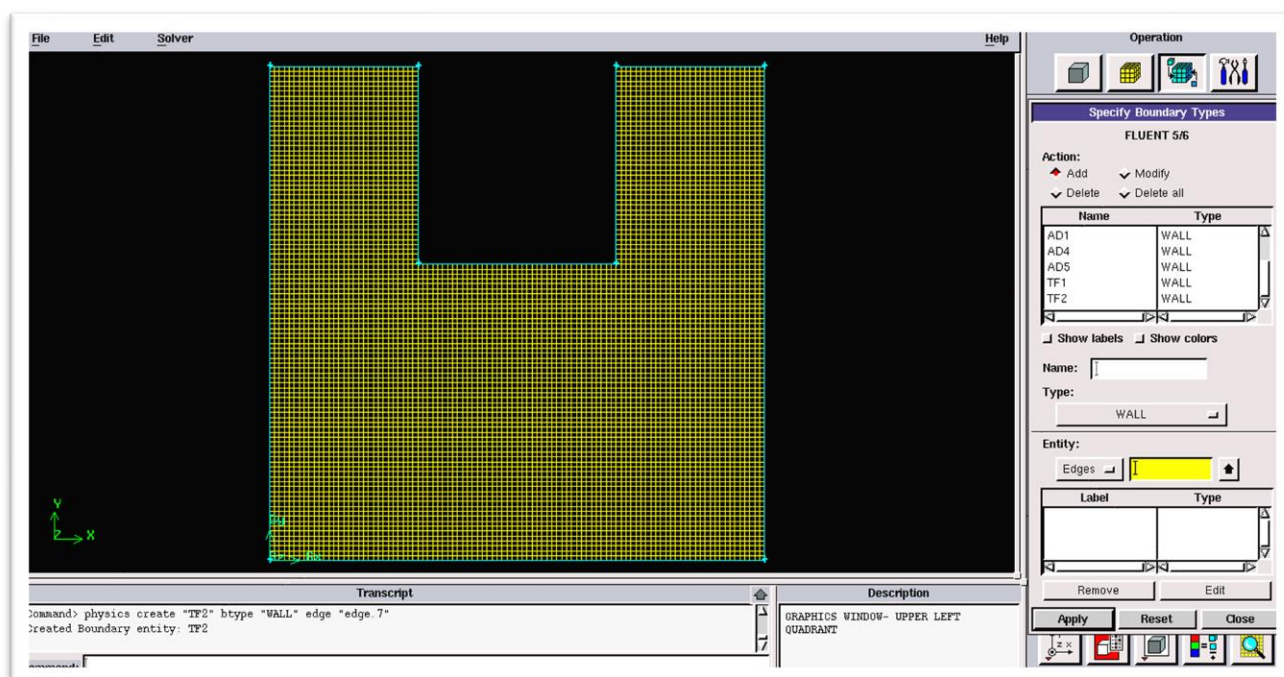 File Edit Solver Help
Operation
Specify Boundary Types
FLUENT 5/6
Action:
Add Modify
Delete Delete all
Name Type
AD1 WALL
AD4 WALL
AD5 WALL
TF1 WALL
TF2 WALL
Show labels Show colors
Name:
Type:
WALL
Entity:
Edges
Label Type
Remove Edit
Apply Reset Close
Y
Z X
Gy
Gx
Transcript
Command> physics create "TF2" btype "WALL" edge "edge.7"
Created Boundary entity: TF2
Description
GRAPHICS WINDOW- UPPER LEFT
QUADRANT